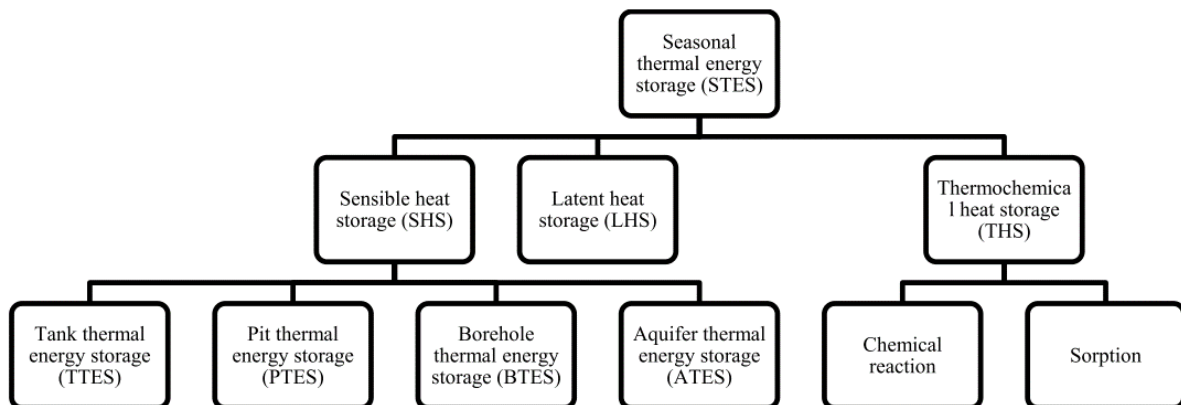 Seasonal
thermal energy
storage (STES)
Sensible heat
storage (SHS)
Latent heat
storage (LHS)
Thermochemica
l heat storage
(THS)
Tank thermal
energy storage
(TTES)
Pit thermal
energy storage
(PTES)
Borehole
thermal energy
storage (BTES)
Aquifer thermal
energy storage
(ATES)
Chemical
reaction
Sorption